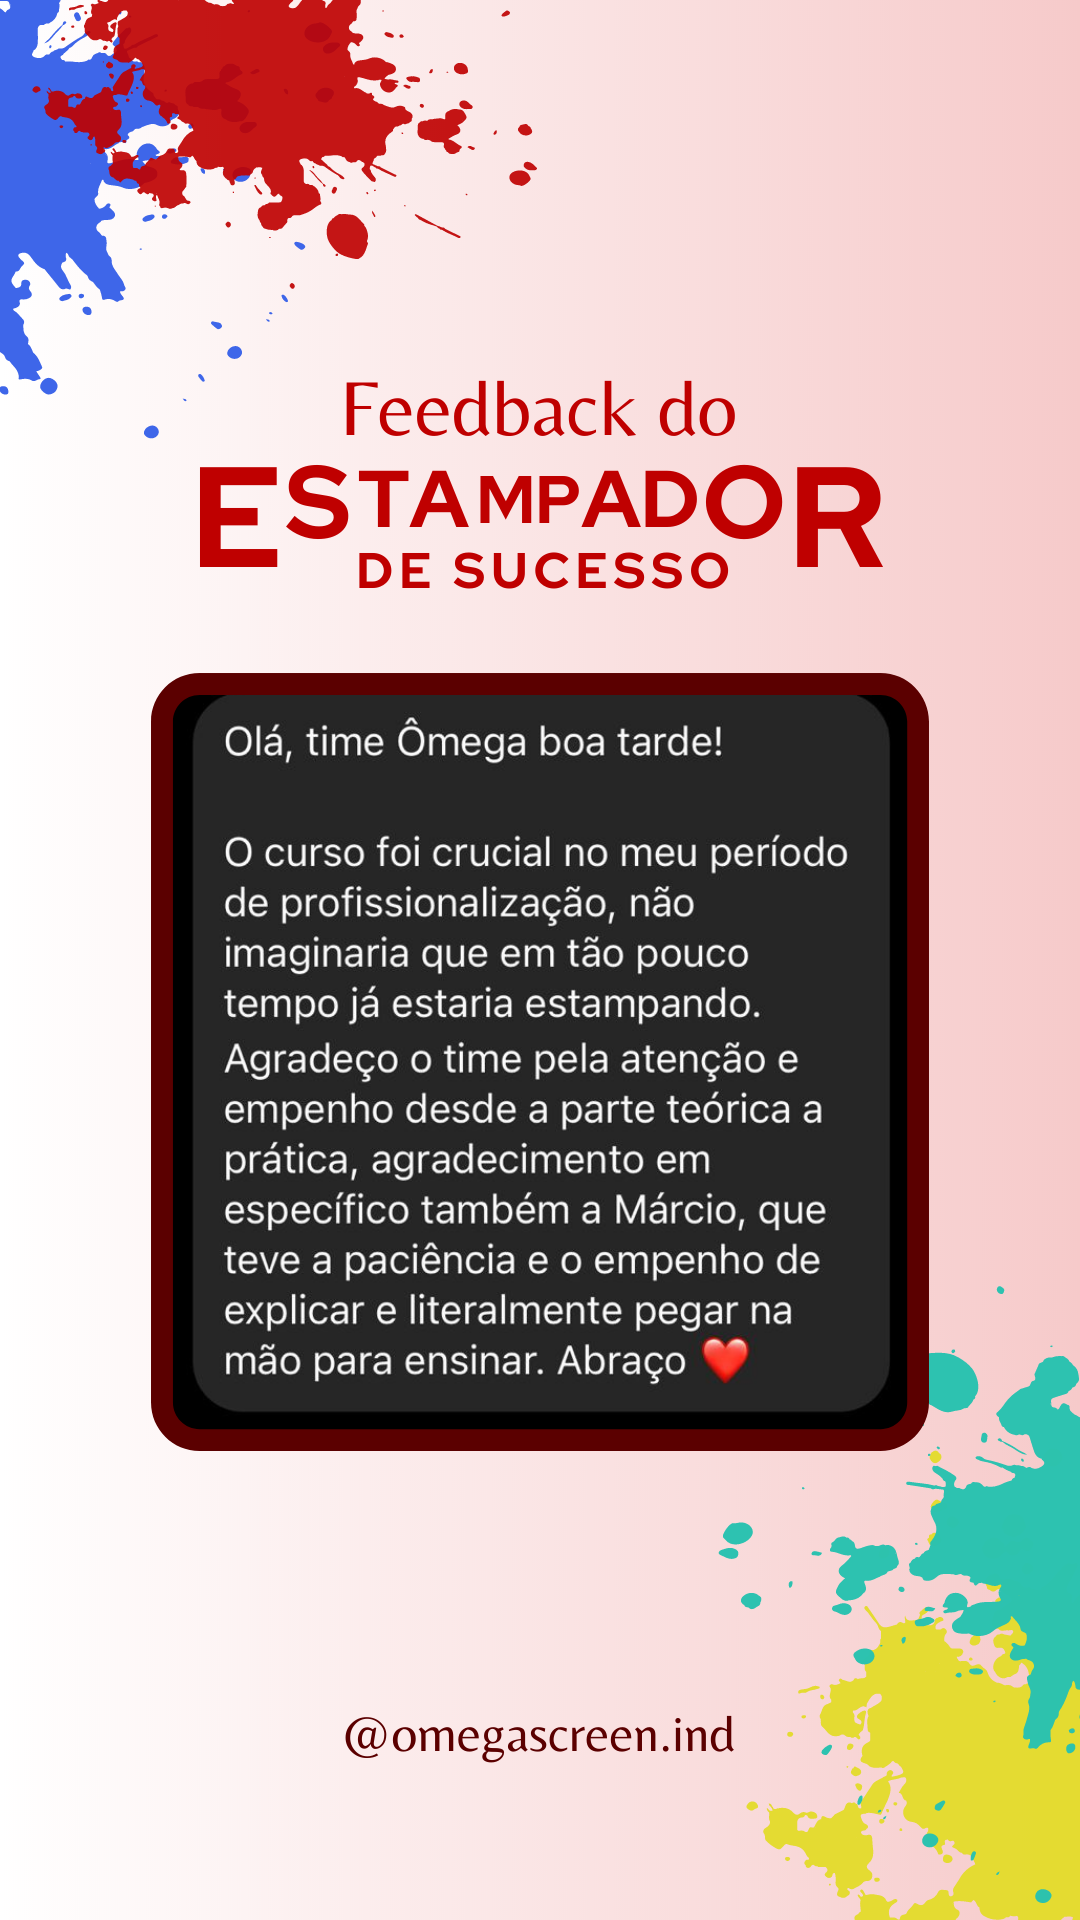 Feedback do
ESTAMPADOR
DE SUCESSO
Olá, time Ômega boa tarde!
O curso foi crucial no meu período
de profissionalização, não
imaginaria que em tão pouco
tempo já estaria estampando.
Agradeço o time pela atenção e
empenho desde a parte teórica a
prática, agradecimento em
específico também a Márcio, que
teve a paciência e o empenho de
explicar e literalmente pegar na
mão para ensinar. Abraço ❤️
@omegascreen.ind